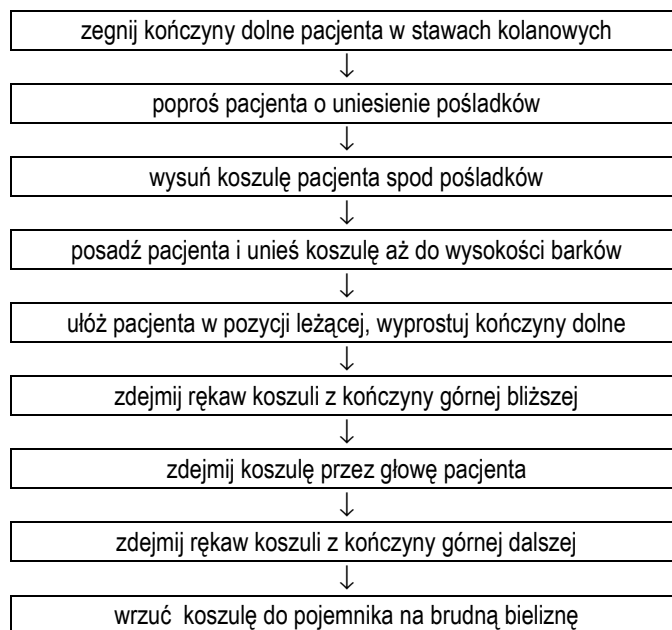 zegnij kończyny dolne pacjenta w stawach kolanowych
↓
poproś pacjenta o uniesienie pośladków
↓
wysuń koszulę pacjenta spod pośladków
↓
posadź pacjenta i unieś koszulę aż do wysokości barków
↓
ułóż pacjenta w pozycji leżącej, wyprostuj kończyny dolne
↓
zdejmij rękaw koszuli z kończyny górnej bliższej
↓
zdejmij koszulę przez głowę pacjenta
↓
zdejmij rękaw koszuli z kończyny górnej dalszej
↓
wrzuć koszulę do pojemnika na brudną bieliznę